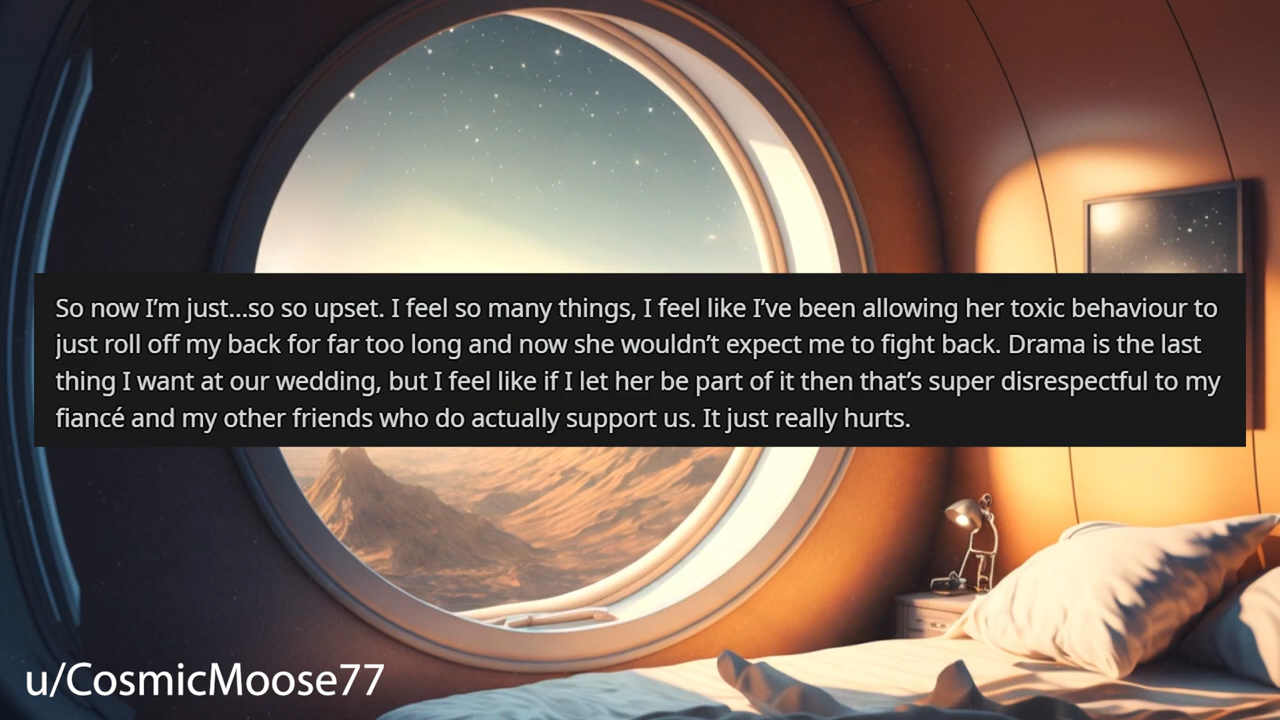 So now I’m just...so so upset. I feel so many things, I feel like I’ve been allowing her toxic behaviour to
just roll off my back for far too long and now she wouldn’t expect me to fight back. Drama is the last
thing I want at our wedding, but I feel like if I let her be part of it then that’s super disrespectful to my
fiancé and my other friends who do actually support us. It just really hurts.
u/CosmicMoose77